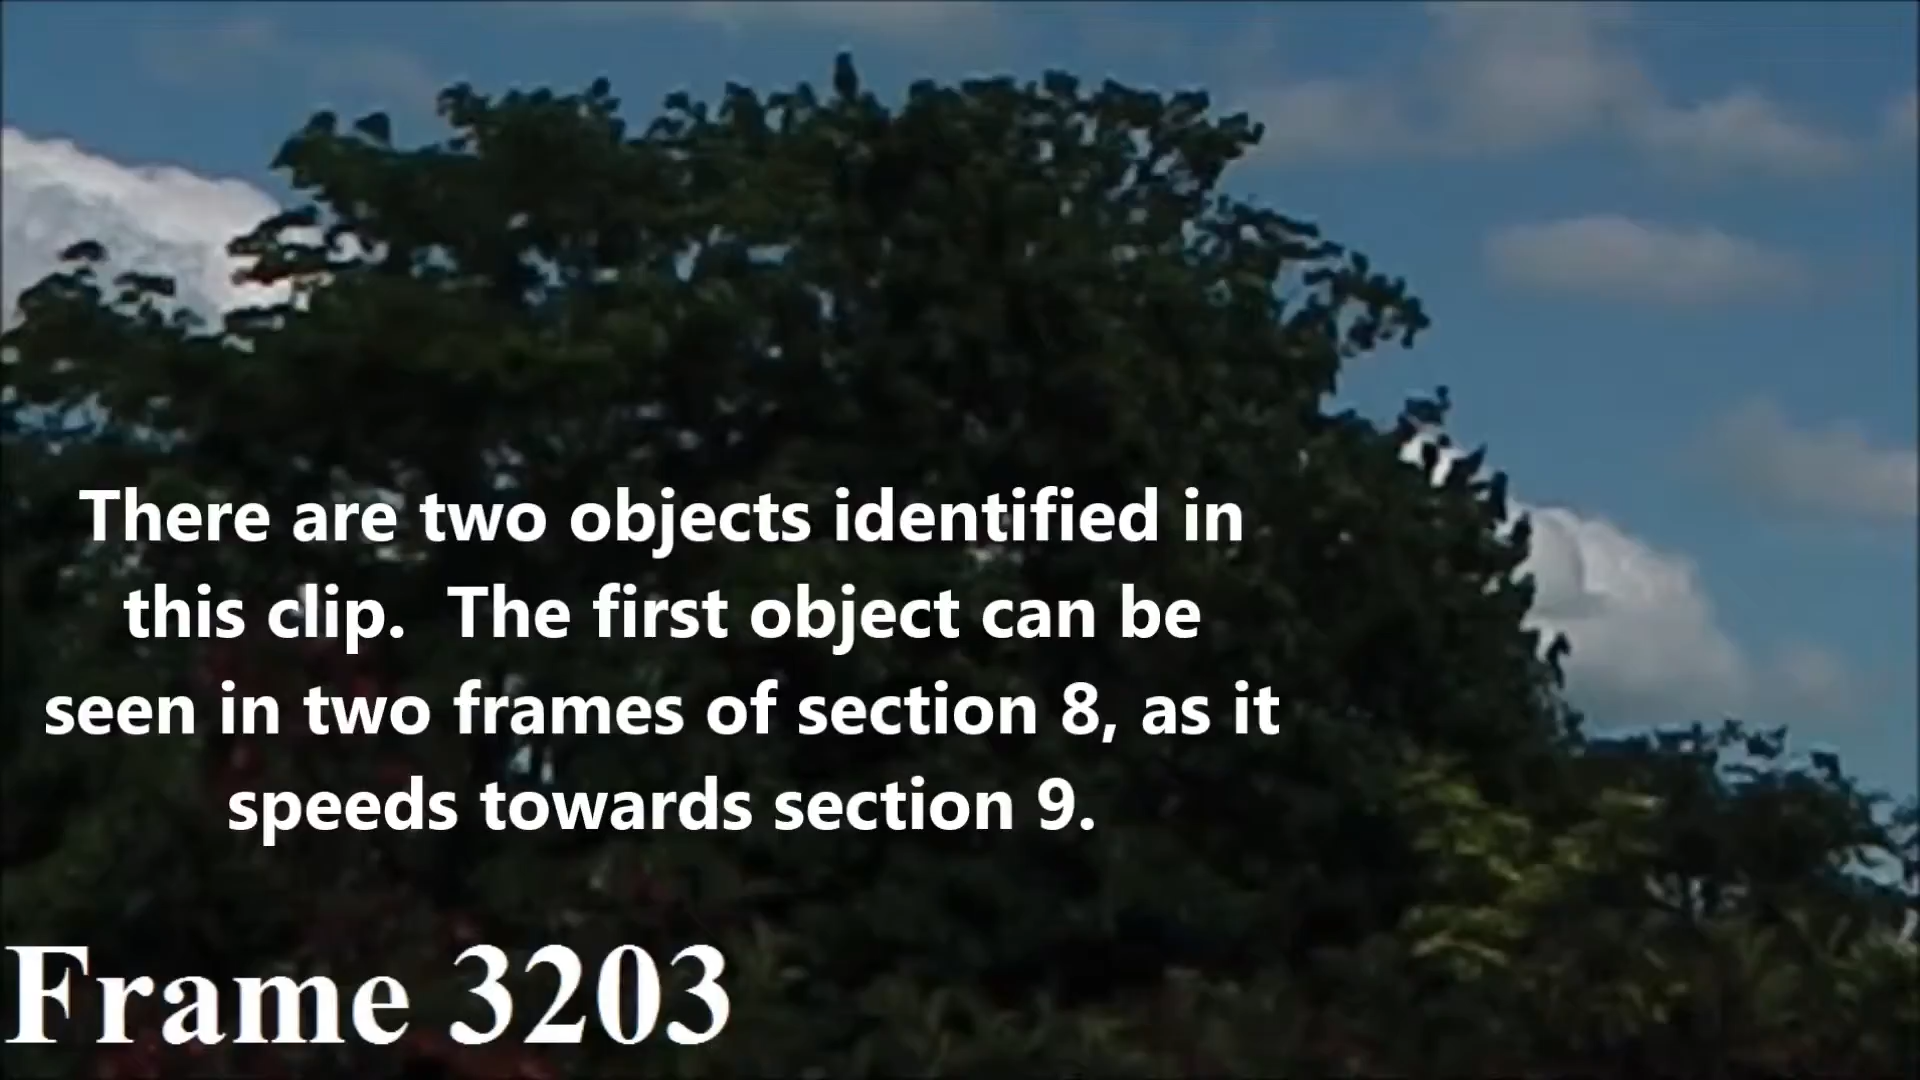 There are two objects identified in
this clip.  The first object can be
seen in two frames of section 8, as it
speeds towards section 9.
Frame 3203